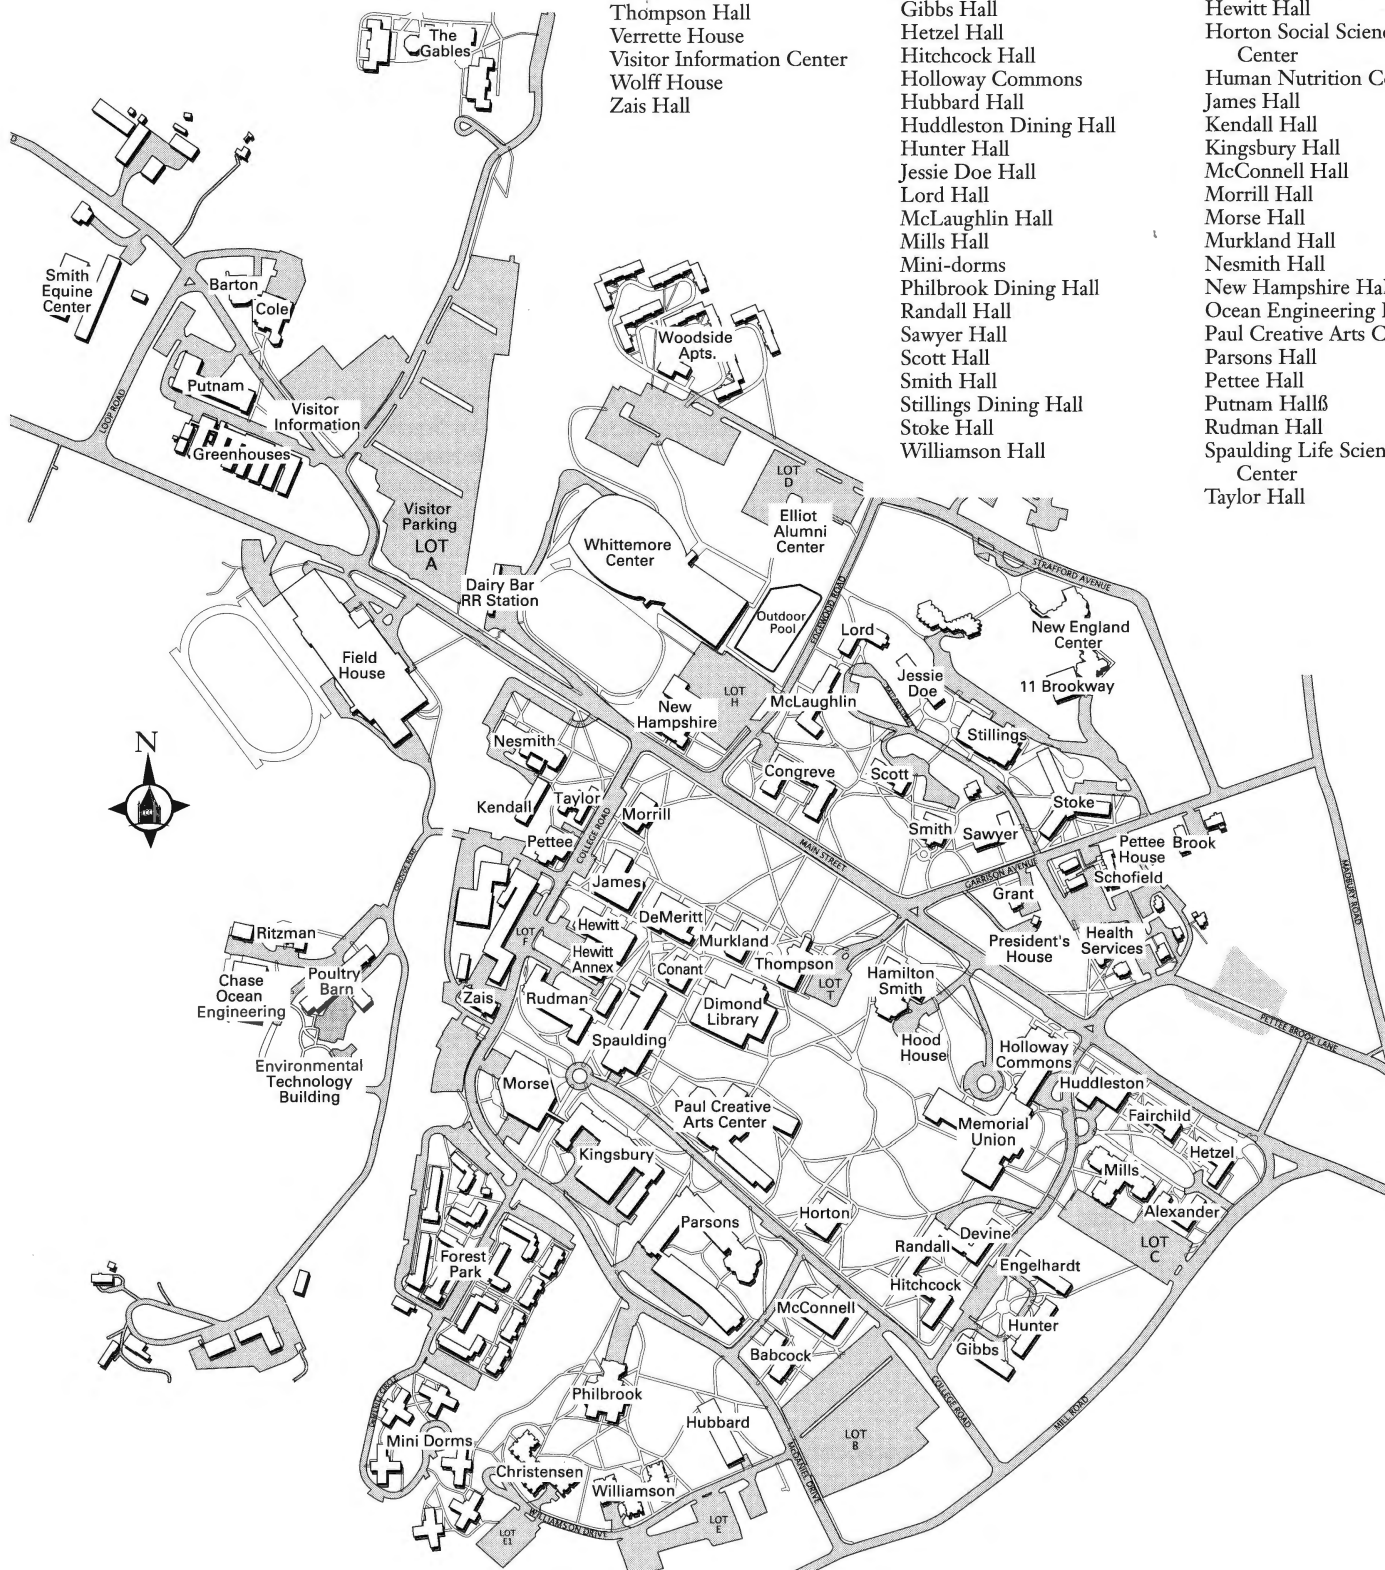 Thompson Hall
Verrette House
Visitor Information Center
Wolff House
Zais Hall
Gibbs Hall
Hetzel Hall
Hitchcock Hall
Holloway Commons
Hubbard Hall
Huddleston Dining Hall
Hunter Hall
Jessie Doe Hall
Lord Hall
McLaughlin Hall
Mills Hall
Mini-dorms
Philbrook Dining Hall
Randall Hall
Sawyer Hall
Scott Hall
Smith Hall
Stillings Dining Hall
Stoke Hall
Williamson Hall
Hewitt Hall
Horton Social Scien
Center
Human Nutrition C
James Hall
Kendall Hall
Kingsbury Hall
McConnell Hall
Morrill Hall
Morse Hall
Murkland Hall
Nesmith Hall
New Hampshire Ha
Ocean Engineering
Paul Creative Arts C
Parsons Hall
Pettee Hall
Putnam Hallß
Rudman Hall
Spaulding Life Scien
Center
Taylor Hall
The
Gables
Smith
Equine
Center
Barton
Cole
LOOP ROAD
Putnam
Visitor
Information
Greenhouses
Woodside
Apts.
LOT
D
Visitor
Parking
LOT
A
Elliot
Alumni
Center
Whittemore
Center
Dairy Bar
RR Station
Outdoor
Pool
EDGEWOOD ROAD
STRAFFORD AVENUE
Field
House
Lord
New England
Center
Jessie
Doe
11 Brookway
LOT
H
McLaughlin
New
Hampshire
Stillings
N
Nesmith
Congreve
Scott
Kendall
Taylor
Morrill
Stoke
Pettee
COLLEGE ROAD
MAIN STREET
Smith
Sawyer
Pettee
House
Brook
Schofield
GARRISON AVENUE
MADBURY ROAD
James
Grant
DeMeritt
Hewitt
Ritzman
LOT
F
Murkland
President's
House
Health
Services
Hewitt
Annex
Conant
Thompson
Poultry
Barn
Chase
Ocean
Engineering
Hamilton
Smith
LOT
T
Zais
Rudman
Dimond
Library
Spaulding
Hood
House
PETTEE BROOK LANE
Holloway
Commons
Environmental
Technology
Building
Morse
Huddleston
Paul Creative
Arts Center
Fairchild
Memorial
Union
Kingsbury
Hetzel
Mills
Horton
Parsons
Alexander
Devine
Randall
LOT
C
Forest
Park
Engelhardt
Hitchcock
McConnell
Hunter
Babcock
Gibbs
Philbrook
COLLEGE ROAD
MILL ROAD
Hubbard
LOT
B
Mini Dorms
Christensen
McDANIEL DRIVE
Williamson
WILLIAMSON DRIVE
LOT
E1
LOT
E